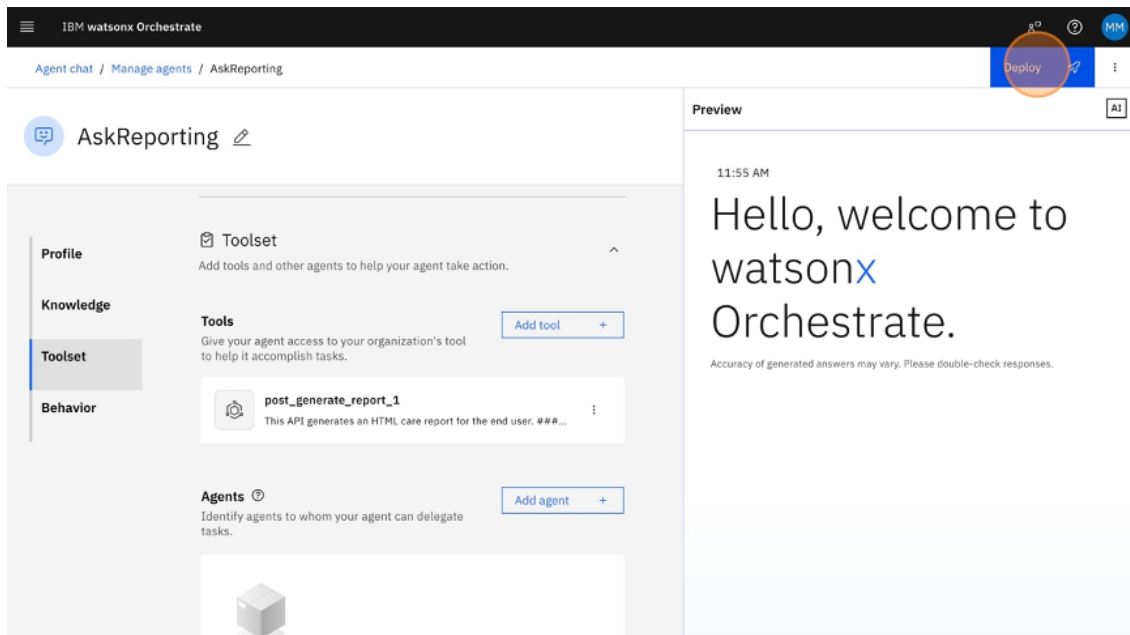 IBM watsonx Orchestrate
MM
Agent chat / Manage agents / AskReporting
Deploy
AskReporting
Profile
Knowledge
Toolset
Behavior
Toolset
Add tools and other agents to help your agent take action.
Tools
Give your agent access to your organization's tool
to help it accomplish tasks.
Add tool +
post_generate_report_1
This API generates an HTML care report for the end user. ###...
Agents
Identify agents to whom your agent can delegate
tasks.
Add agent +
Preview
AI
11:55 AM
Hello, welcome to
watsonx
Orchestrate.
Accuracy of generated answers may vary. Please double-check responses.